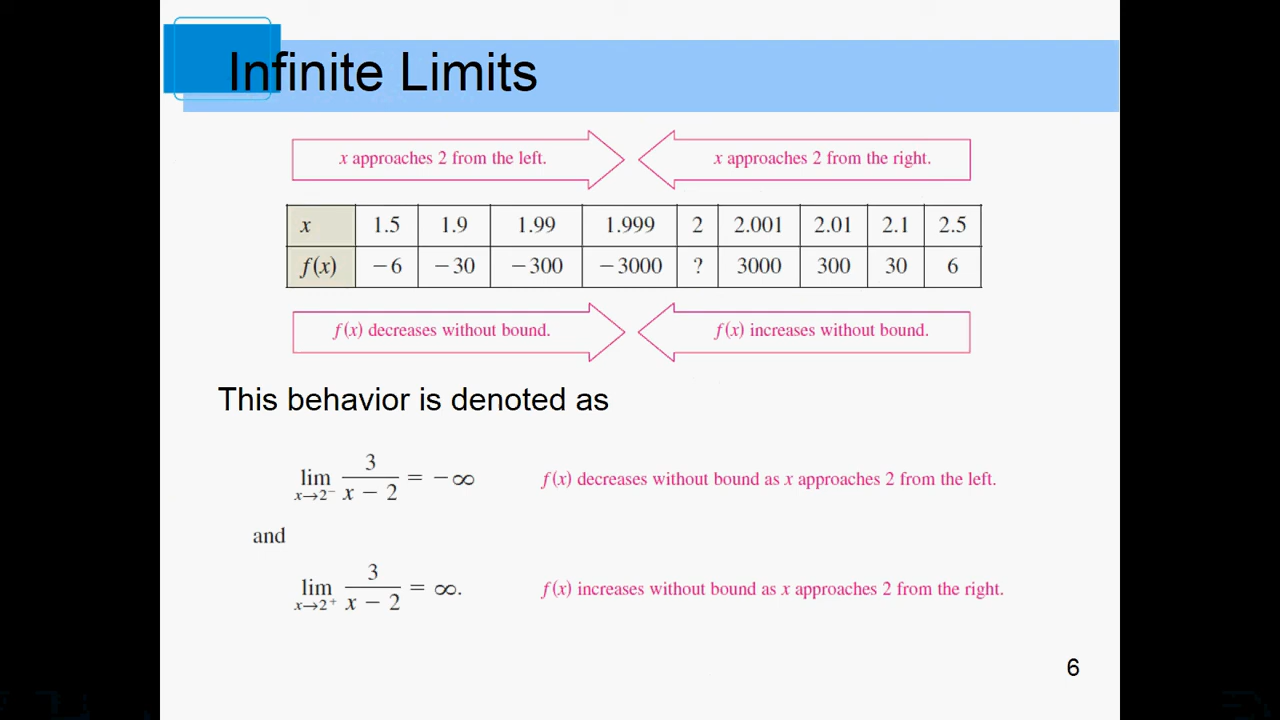 Infinite Limits
x approaches 2 from the left. x approaches 2 from the right.
x 1.5 1.9 1.99 1.999 2 2.001 2.01 2.1 2.5
f(x) −6 −30 −300 −3000 ? 3000 300 30 6
f(x) decreases without bound. f(x) increases without bound.
This behavior is denoted as
lim x→2⁻ 3/(x − 2) = −∞ f(x) decreases without bound as x approaches 2 from the left.
and
lim x→2⁺ 3/(x − 2) = ∞. f(x) increases without bound as x approaches 2 from the right.
6